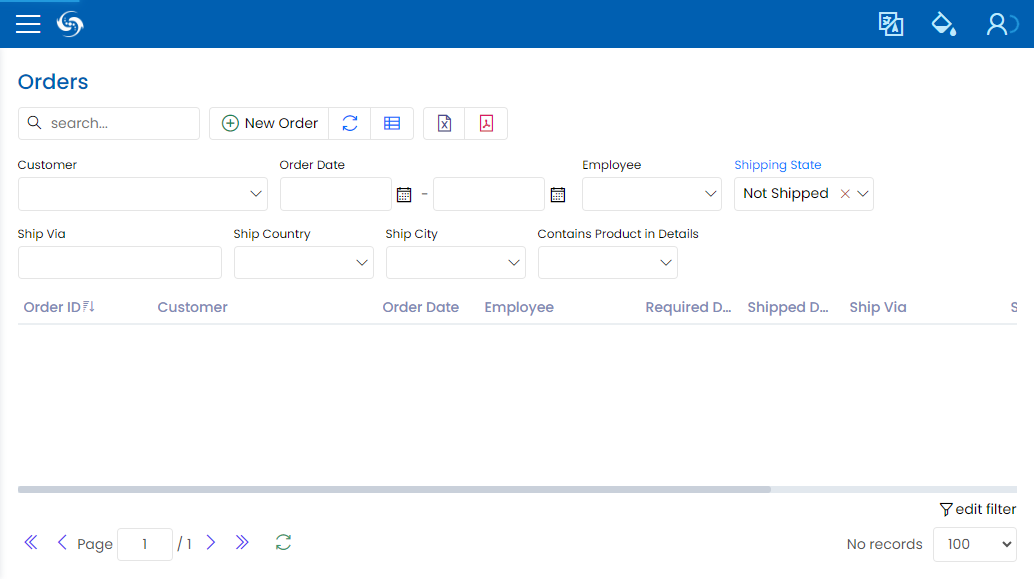 Orders
search...
New Order
Customer
Order Date
Employee
Shipping State
-
Not Shipped
Ship Via
Ship Country
Ship City
Contains Product in Details
Order ID Customer Order Date Employee Required D... Shipped D... Ship Via
edit filter
Page 1 / 1
No records 100